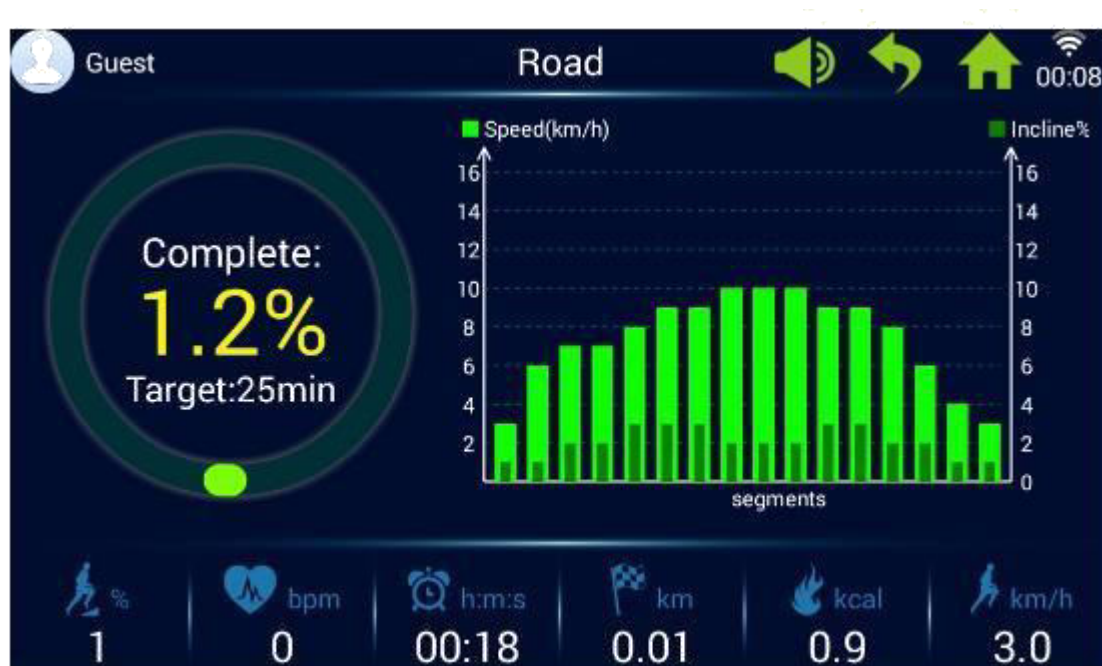 Guest
Road
00:08
Complete:
1.2%
Target:25min
Speed(km/h)
Incline%
16
14
12
10
8
6
4
2
16
14
12
10
8
6
4
2
0
segments
%
bpm
h:m:s
km
kcal
km/h
1
0
00:18
0.01
0.9
3.0